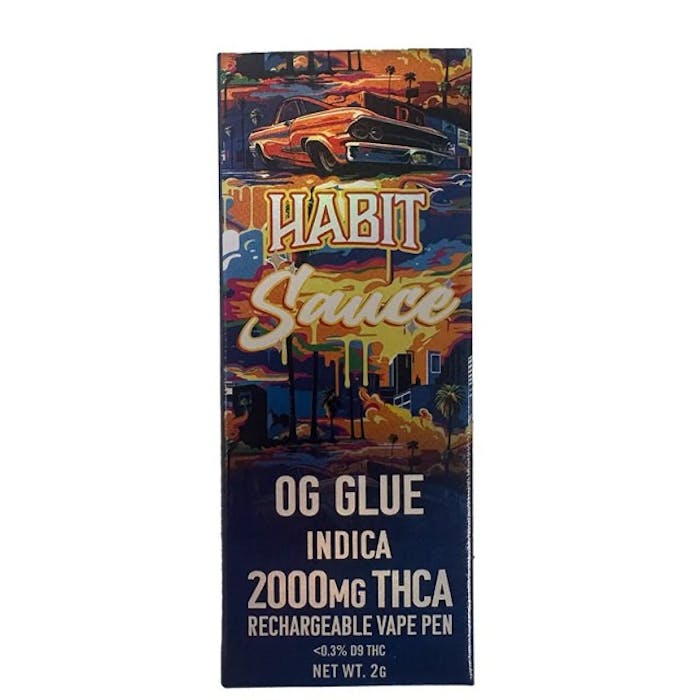 HABIT
Sauce
OG GLUE
INDICA
2000MG THCA
RECHARGEABLE VAPE PEN
<0.3% D9 THC
NET WT. 2G